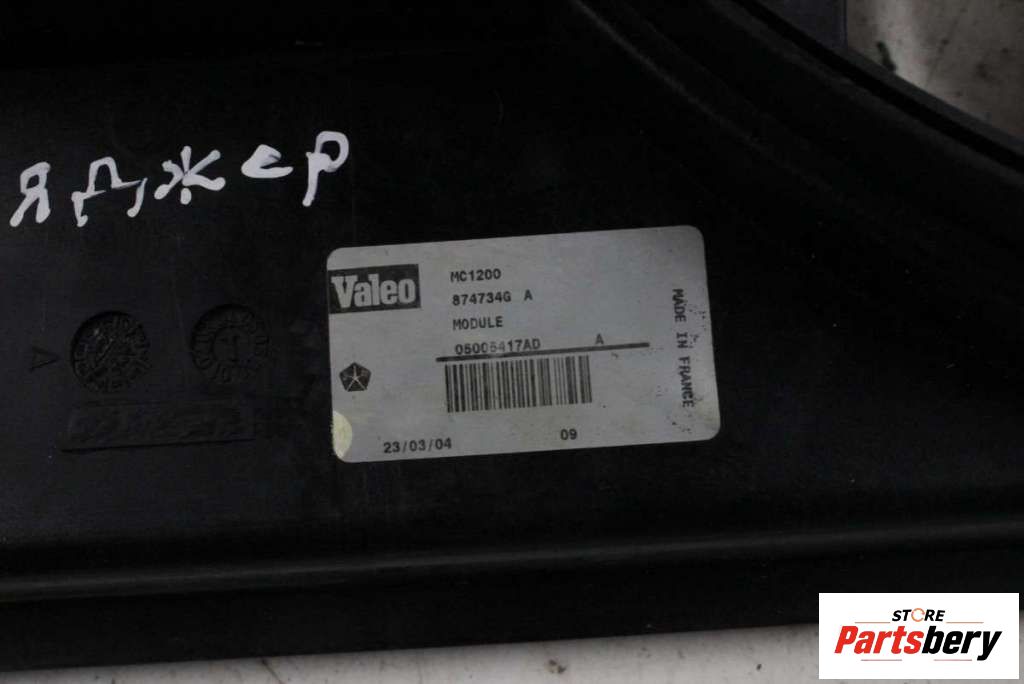 яджер
Valeo
MC1200
874734G A
MODULE
05005417AD A
MADE IN FRANCE
23/03/04 09
A
STORE
Partsbery